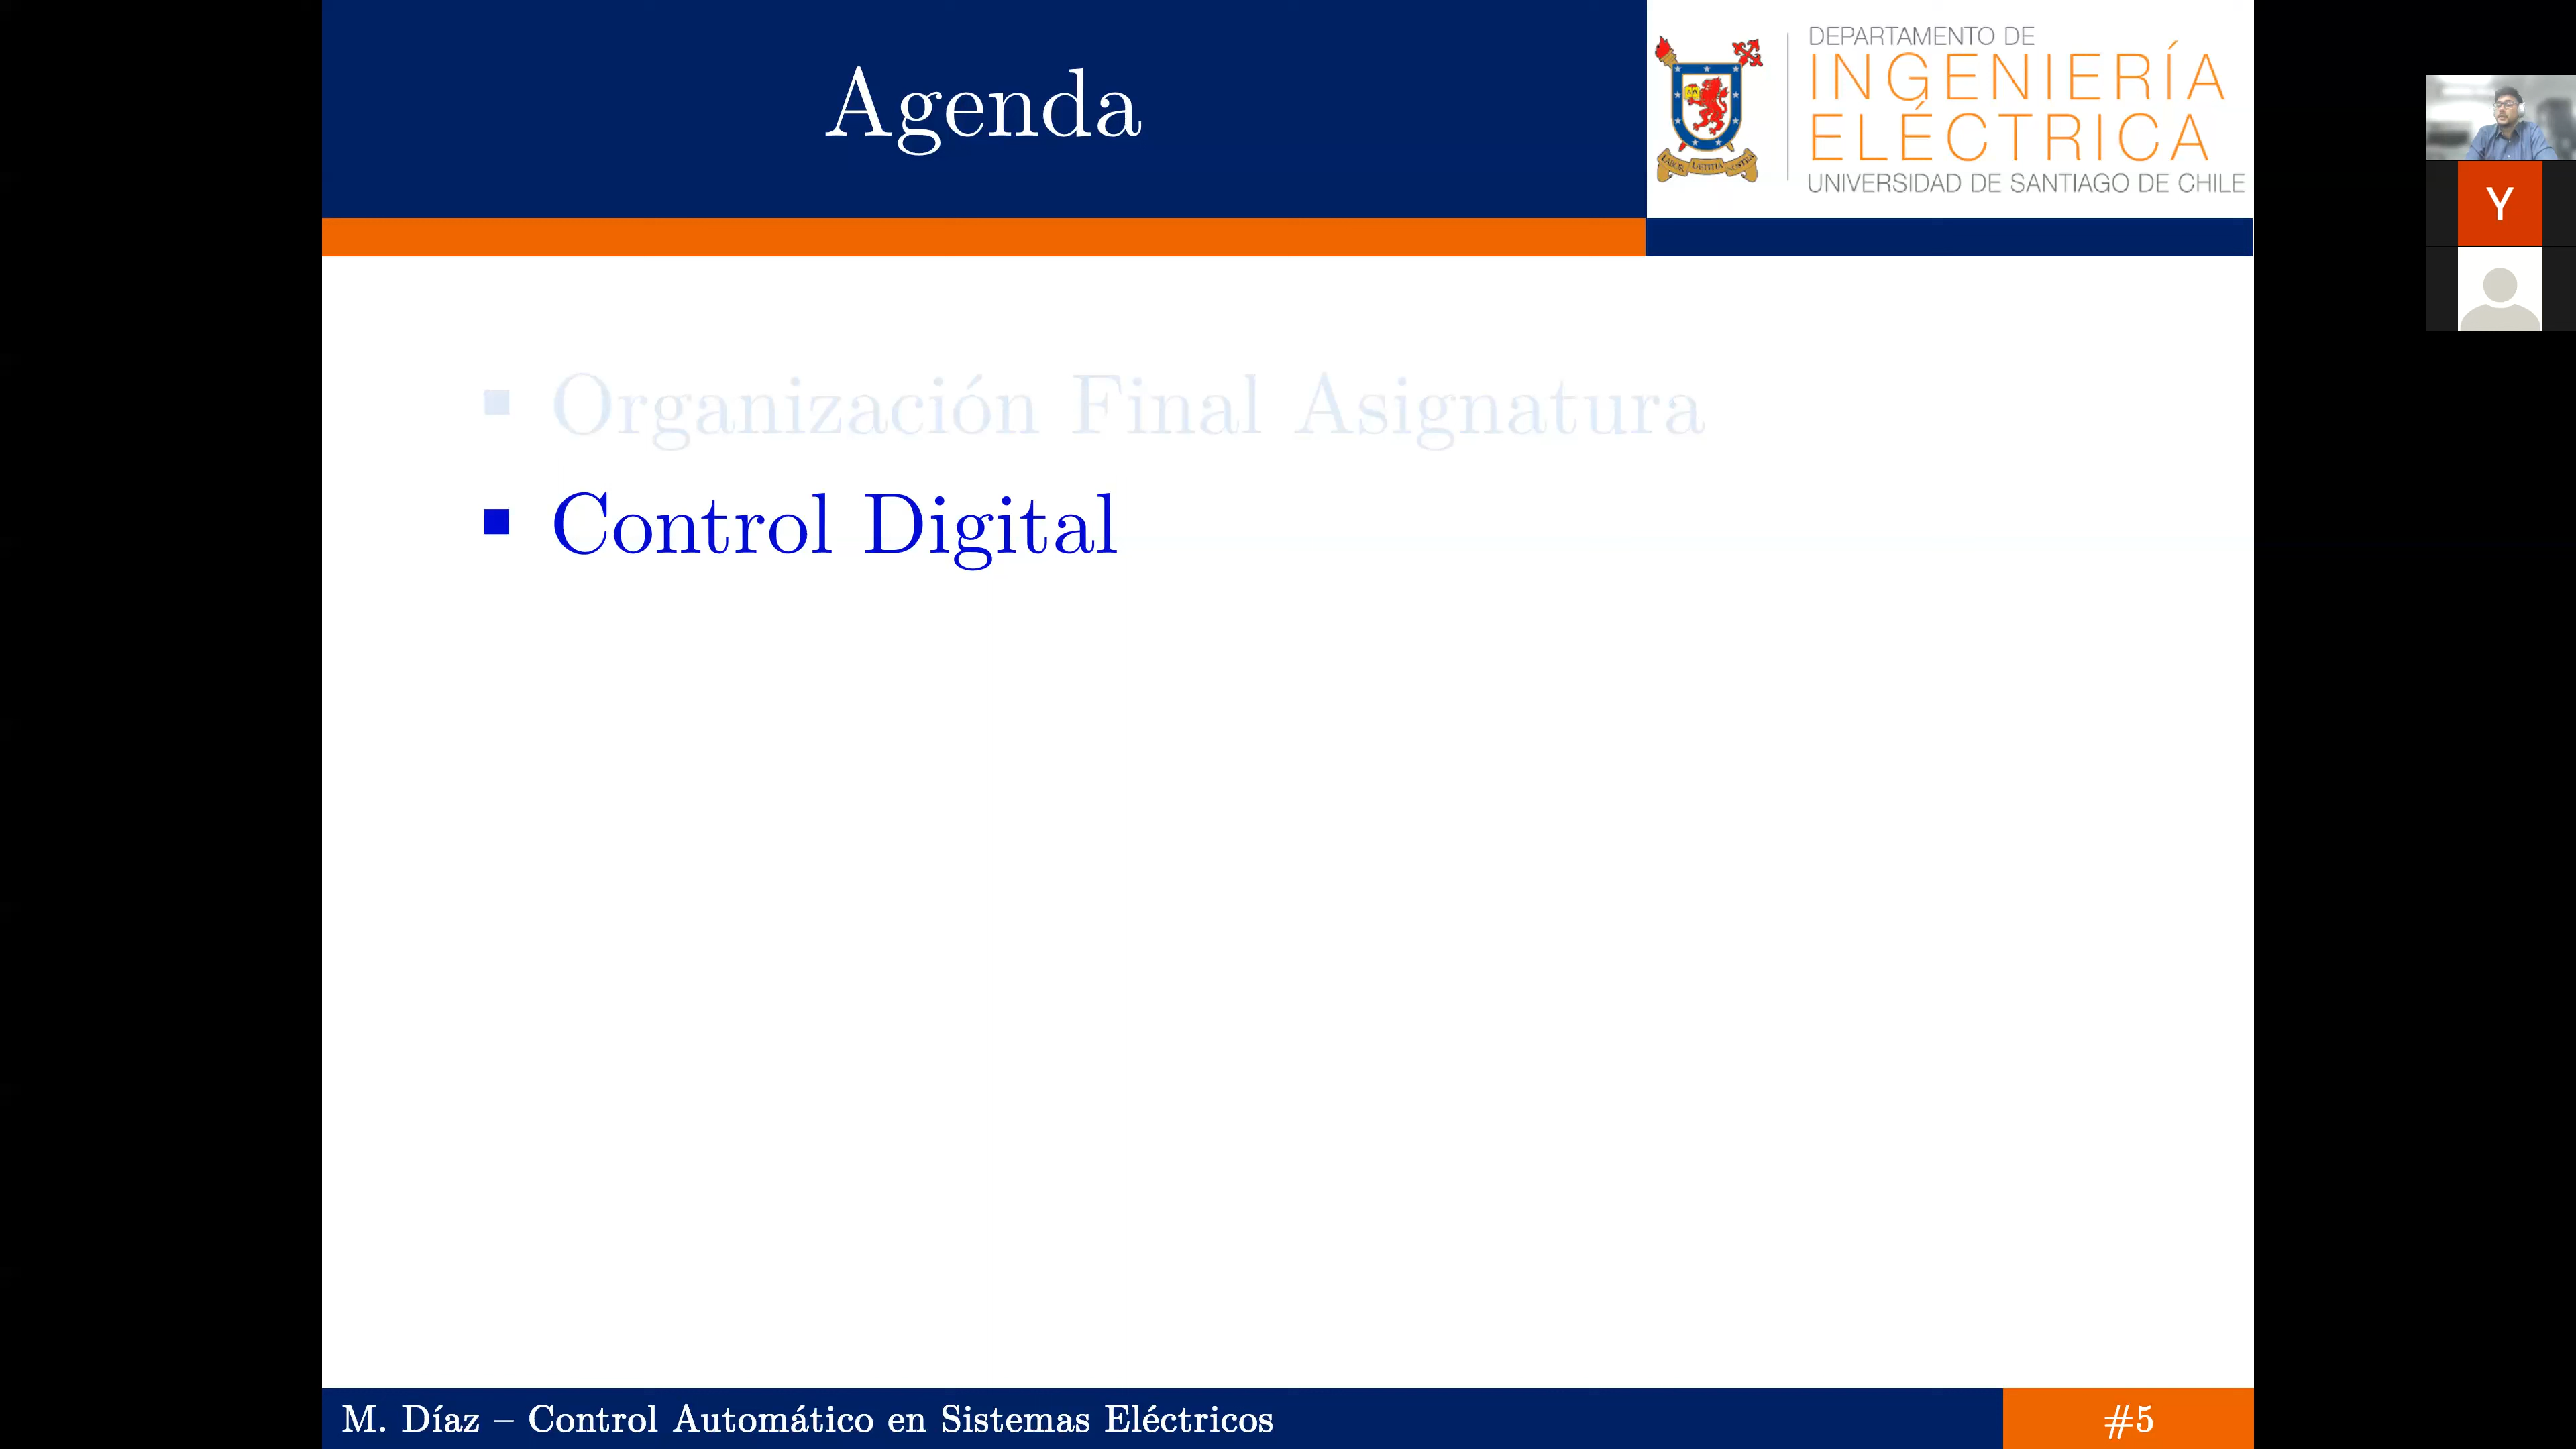 Agenda
DEPARTAMENTO DE
INGENIERÍA
ELÉCTRICA
UNIVERSIDAD DE SANTIAGO DE CHILE
Y
Organización Final Asignatura
Control Digital
M. Díaz – Control Automático en Sistemas Eléctricos
#5